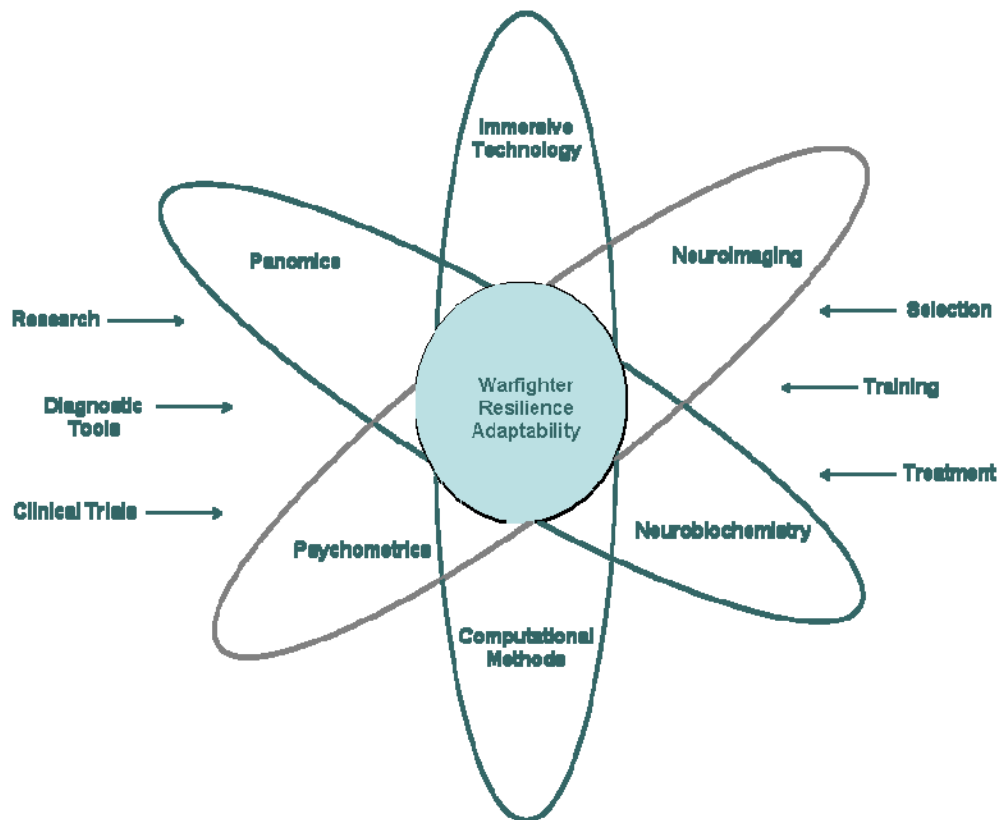 Immersive
Technology
Panomics
Neuroimaging
Research
Selection
Warfighter
Resilience
Adaptability
Training
Diagnostic
Tools
Treatment
Clinical Trials
Neurobiochemistry
Psychometrics
Computational
Methods